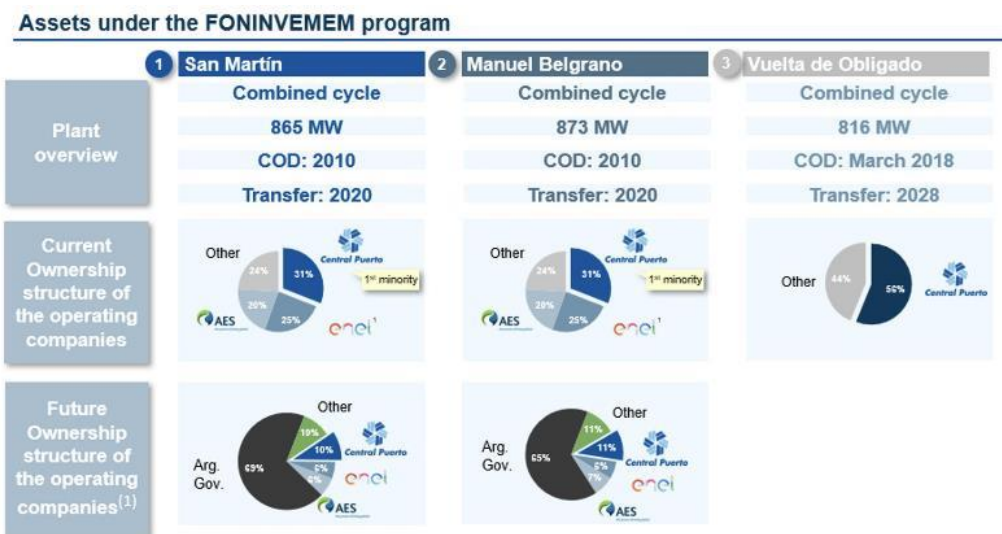 Assets under the FONINVEMEM program
1 San Martín
2 Manuel Belgrano
3 Vuelta de Obligado
Plant
overview
Combined cycle
865 MW
COD: 2010
Transfer: 2020
Combined cycle
873 MW
COD: 2010
Transfer: 2020
Combined cycle
816 MW
COD: March 2018
Transfer: 2028
Current
Ownership
structure of
the operating
companies
Other
24%
31%
20%
25%
Central Puerto
1st minority
AES
enel1
Other
24%
31%
20%
25%
Central Puerto
1st minority
AES
enel1
Other
44%
56%
Central Puerto
Future
Ownership
structure of
the operating
companies(1)
Other
10%
Central Puerto
Arg.
Gov.
69%
enel
AES
Other
11%
11%
Central Puerto
Arg.
Gov.
65%
7%
enel
AES